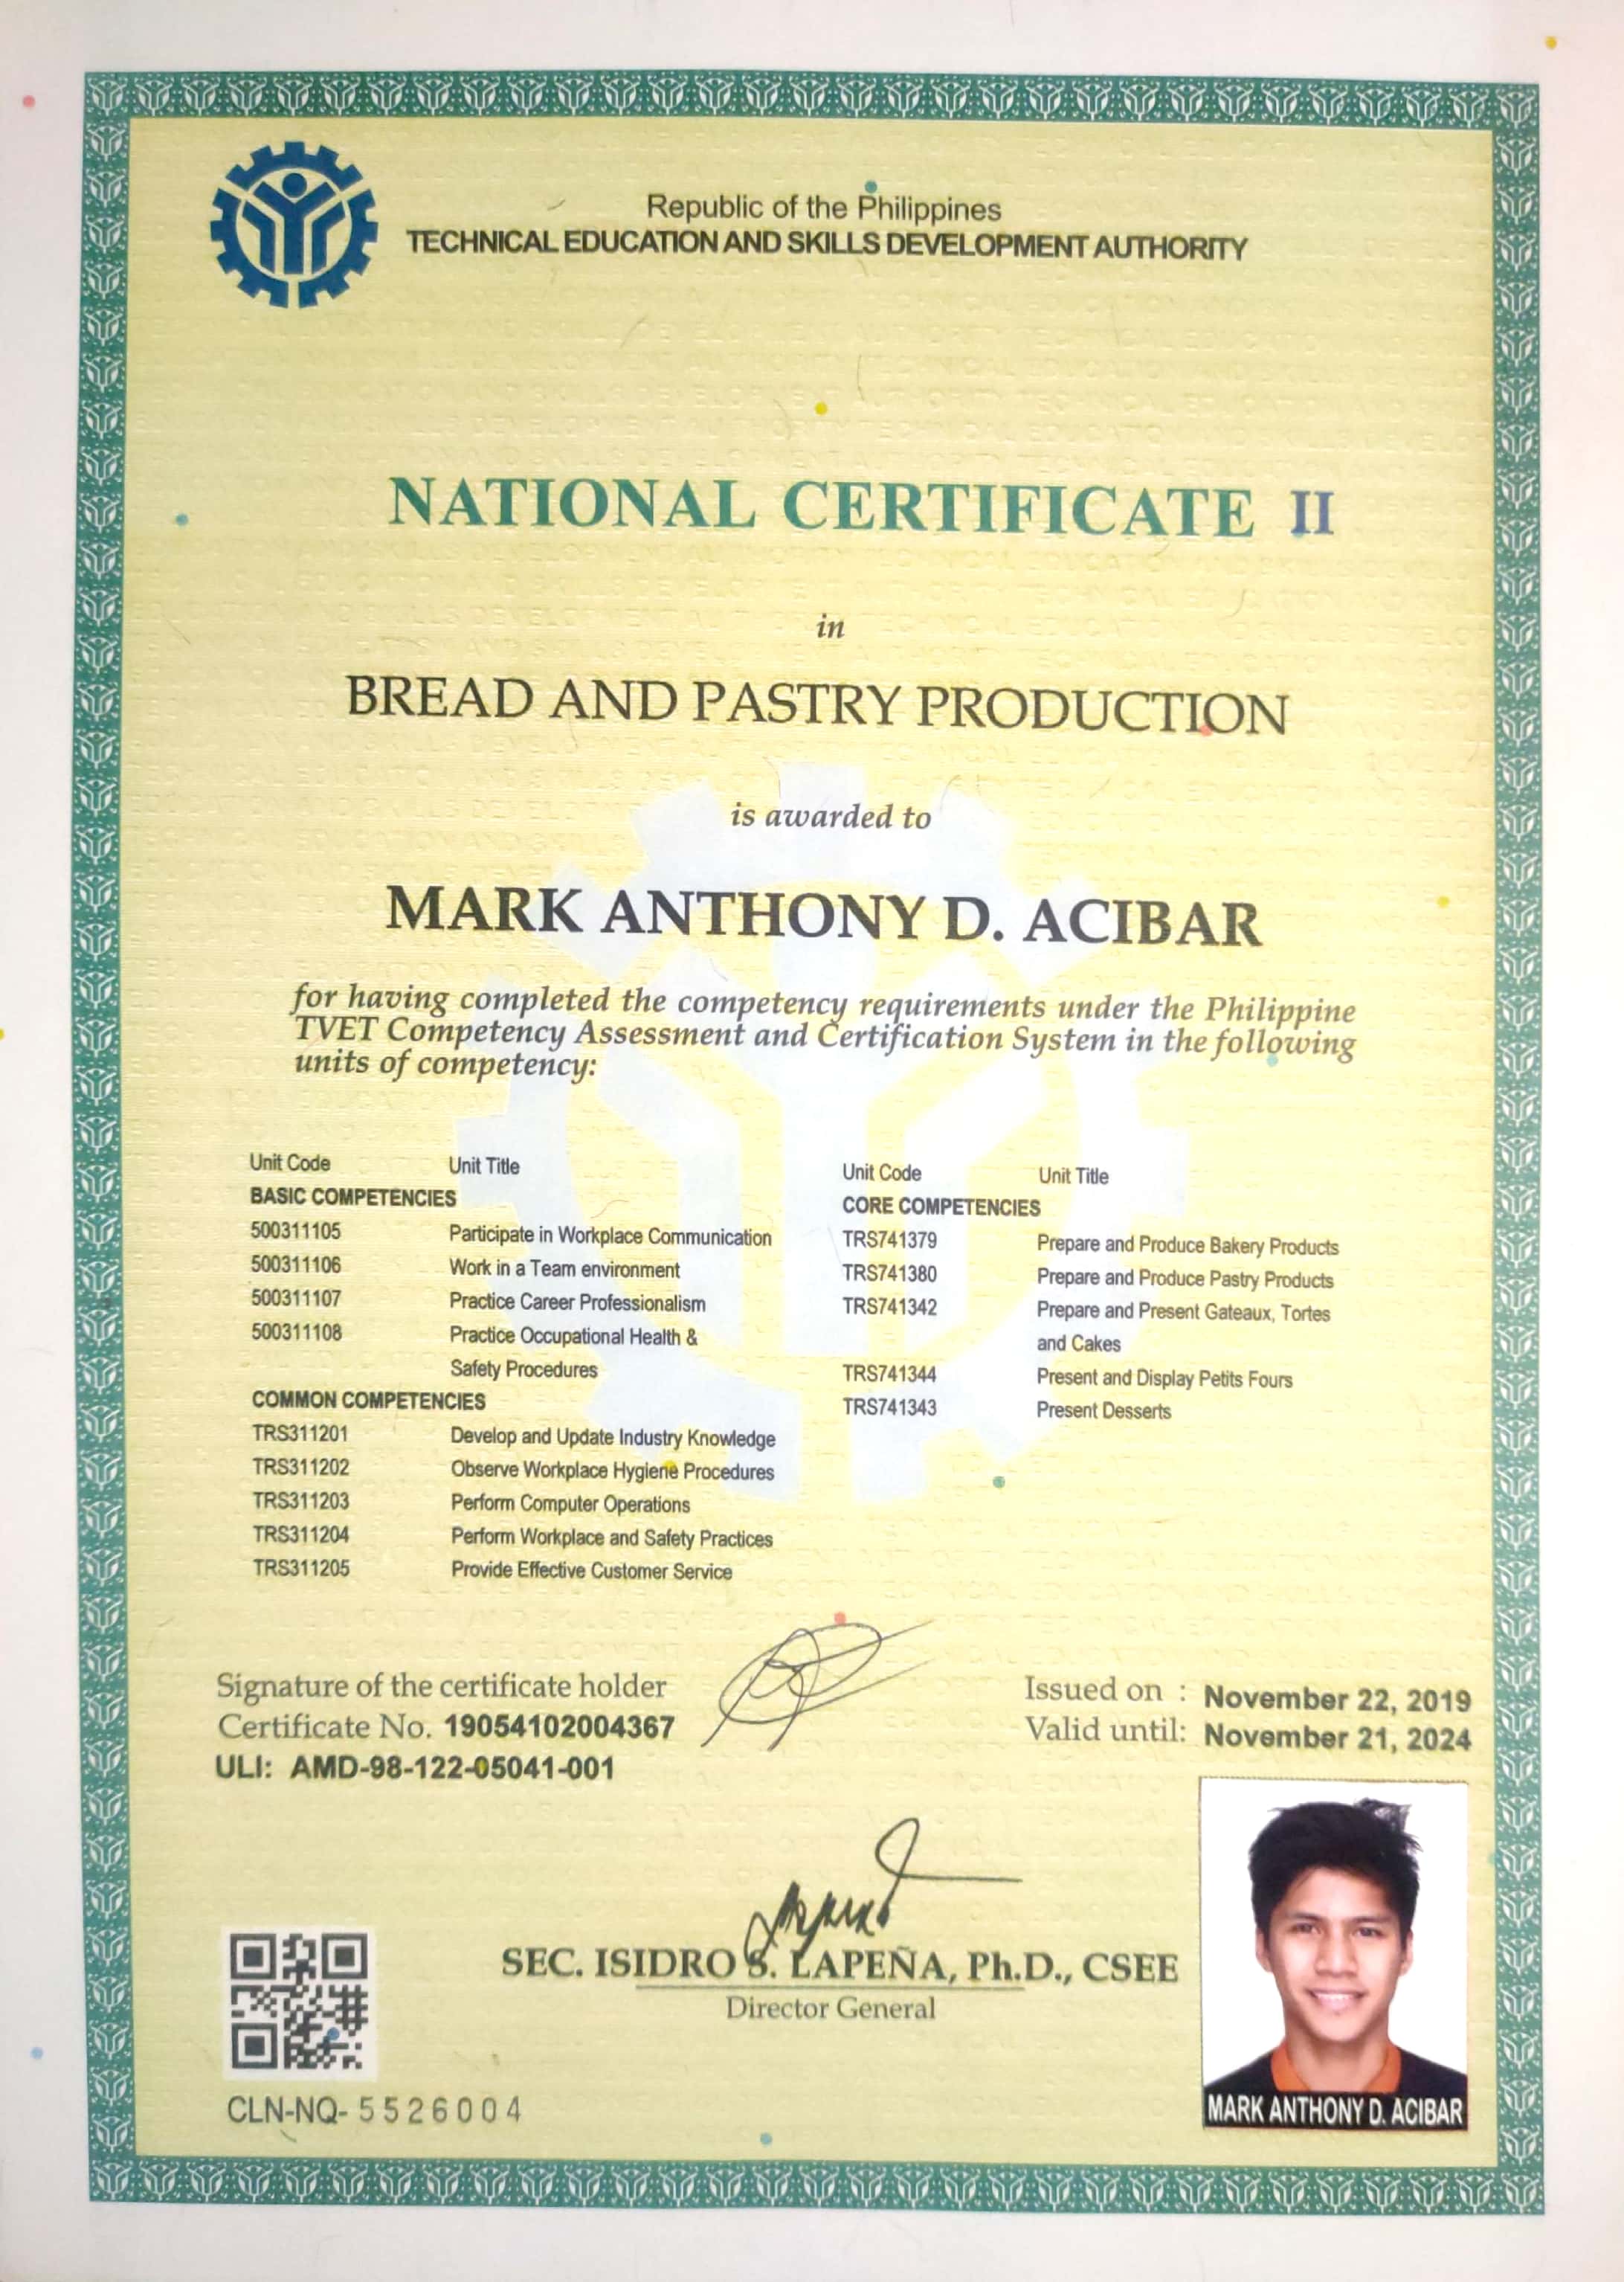 Republic of the Philippines
TECHNICAL EDUCATION AND SKILLS DEVELOPMENT AUTHORITY
NATIONAL CERTIFICATE II
in
BREAD AND PASTRY PRODUCTION
is awarded to
MARK ANTHONY D. ACIBAR
for having completed the competency requirements under the Philippine
TVET Competency Assessment and Certification System in the following
units of competency:
Unit Code Unit Title
BASIC COMPETENCIES
500311105 Participate in Workplace Communication
500311106 Work in a Team environment
500311107 Practice Career Professionalism
500311108 Practice Occupational Health &
Safety Procedures
COMMON COMPETENCIES
TRS311201 Develop and Update Industry Knowledge
TRS311202 Observe Workplace Hygiene Procedures
TRS311203 Perform Computer Operations
TRS311204 Perform Workplace and Safety Practices
TRS311205 Provide Effective Customer Service
Unit Code Unit Title
CORE COMPETENCIES
TRS741379 Prepare and Produce Bakery Products
TRS741380 Prepare and Produce Pastry Products
TRS741342 Prepare and Present Gateaux, Tortes
and Cakes
TRS741344 Present and Display Petits Fours
TRS741343 Present Desserts
Signature of the certificate holder
Certificate No. 19054102004367
ULI: AMD-98-122-05041-001
Issued on : November 22, 2019
Valid until: November 21, 2024
SEC. ISIDRO S. LAPEÑA, Ph.D., CSEE
Director General
CLN-NQ- 5526004
MARK ANTHONY D. ACIBAR